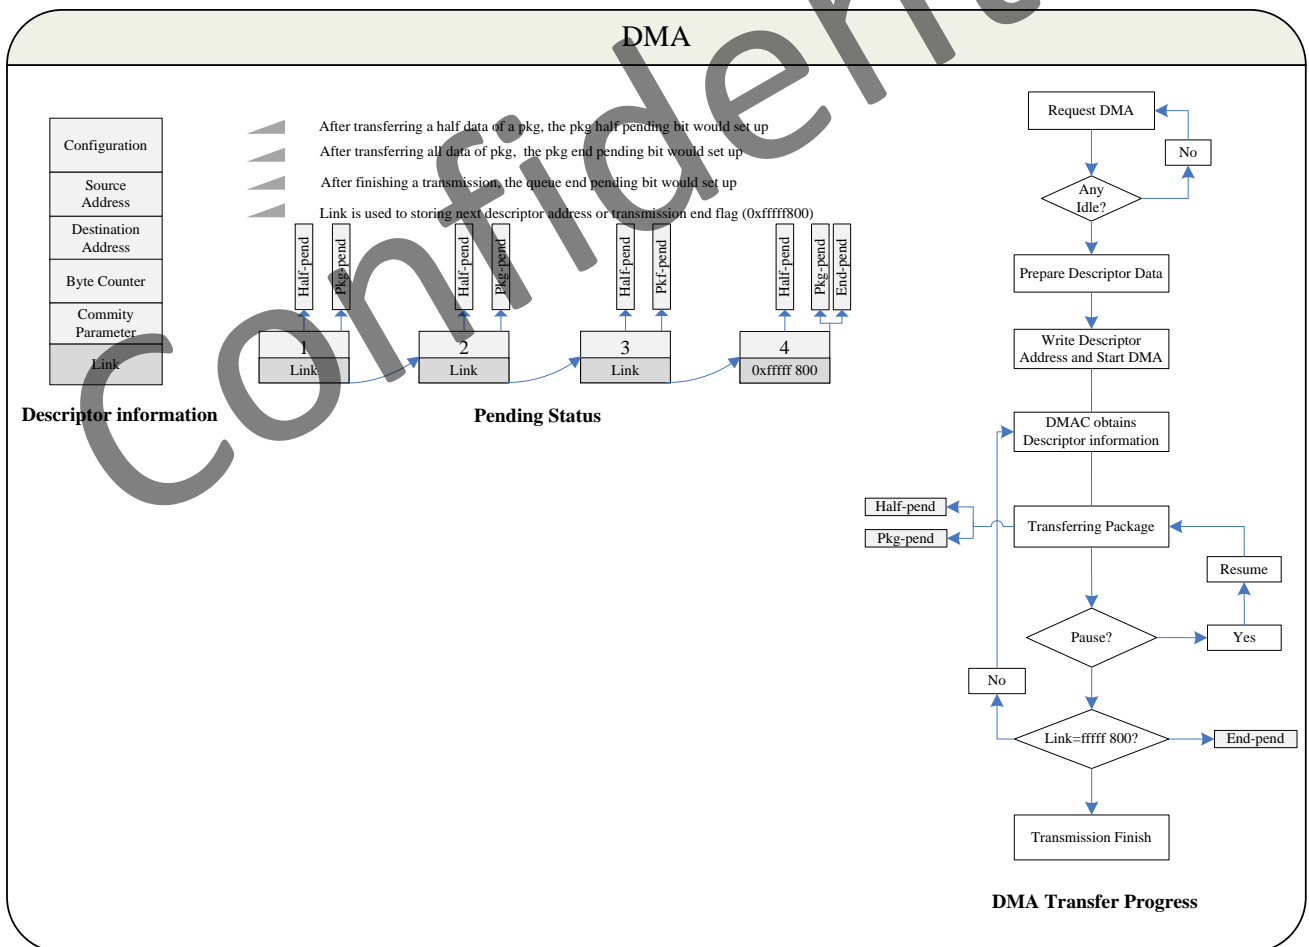 DMA
Configuration
Source
Address
Destination
Address
Byte Counter
Commity
Parameter
Link
Descriptor information
After transferring a half data of a pkg, the pkg half pending bit would set up
After transferring all data of pkg, the pkg end pending bit would set up
After finishing a transmission, the queue end pending bit would set up
Link is used to storing next descriptor address or transmission end flag (0xfffff800)
Half-pend
Pkg-pend
Half-pend
Pkg-pend
Half-pend
Pkf-pend
Half-pend
Pkg-pend
End-pend
1
Link
2
Link
3
Link
4
0xfffff 800
Pending Status
Request DMA
No
Any
Idle?
Prepare Descriptor Data
Write Descriptor
Address and Start DMA
DMAC obtains
Descriptor information
Half-pend
Pkg-pend
Transferring Package
Resume
Pause?
Yes
No
Link=fffff 800?
End-pend
Transmission Finish
DMA Transfer Progress
Confident